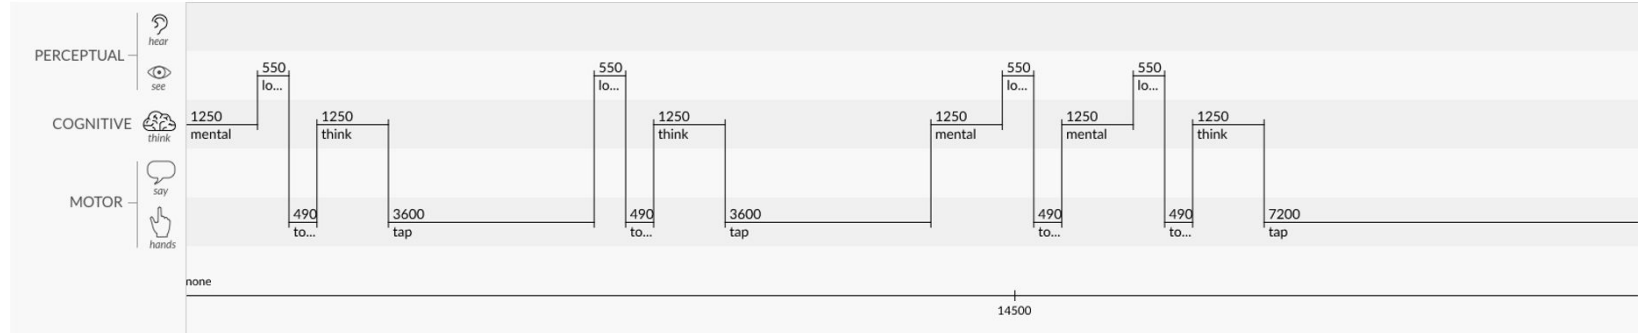 hear
PERCEPTUAL
see
COGNITIVE
think
say
MOTOR
hands
550 550 550 550
lo... lo... lo... lo...
1250 1250 1250 1250 1250 1250
mental think think mental mental think
490 3600 490 3600 490 490 7200
to... tap to... tap to... to... tap
none
14500